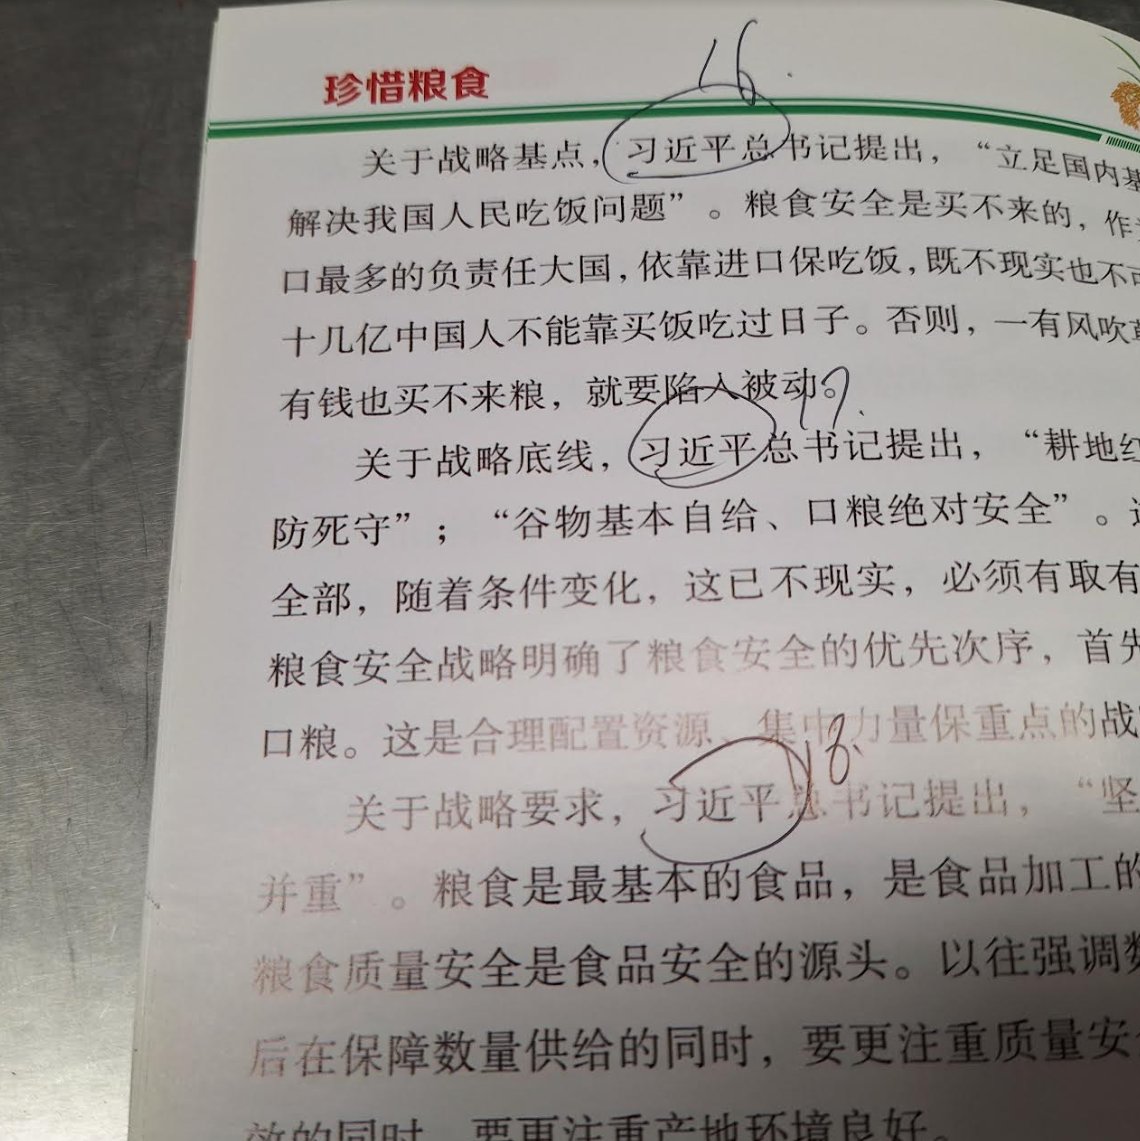 16.
珍惜粮食
关于战略基点，习近平总书记提出，“立足国内基
解决我国人民吃饭问题”。粮食安全是买不来的，作
口最多的负责任大国，依靠进口保吃饭，既不现实也不可
十几亿中国人不能靠买饭吃过日子。否则，一有风吹草
有钱也买不来粮，就要陷入被动。
17.
关于战略底线，习近平总书记提出，“耕地红
防死守”；“谷物基本自给、口粮绝对安全”。
全部，随着条件变化，这已不现实，必须有取有
粮食安全战略明确了粮食安全的优先次序，首先
口粮。这是合理配置资源、集中力量保重点的战
18.
关于战略要求，习近平总书记提出，“坚
并重”。粮食是最基本的食品，是食品加工的
粮食质量安全是食品安全的源头。以往强调数
后在保障数量供给的同时，要更注重质量安
效的同时，要更注重产地环境良好。